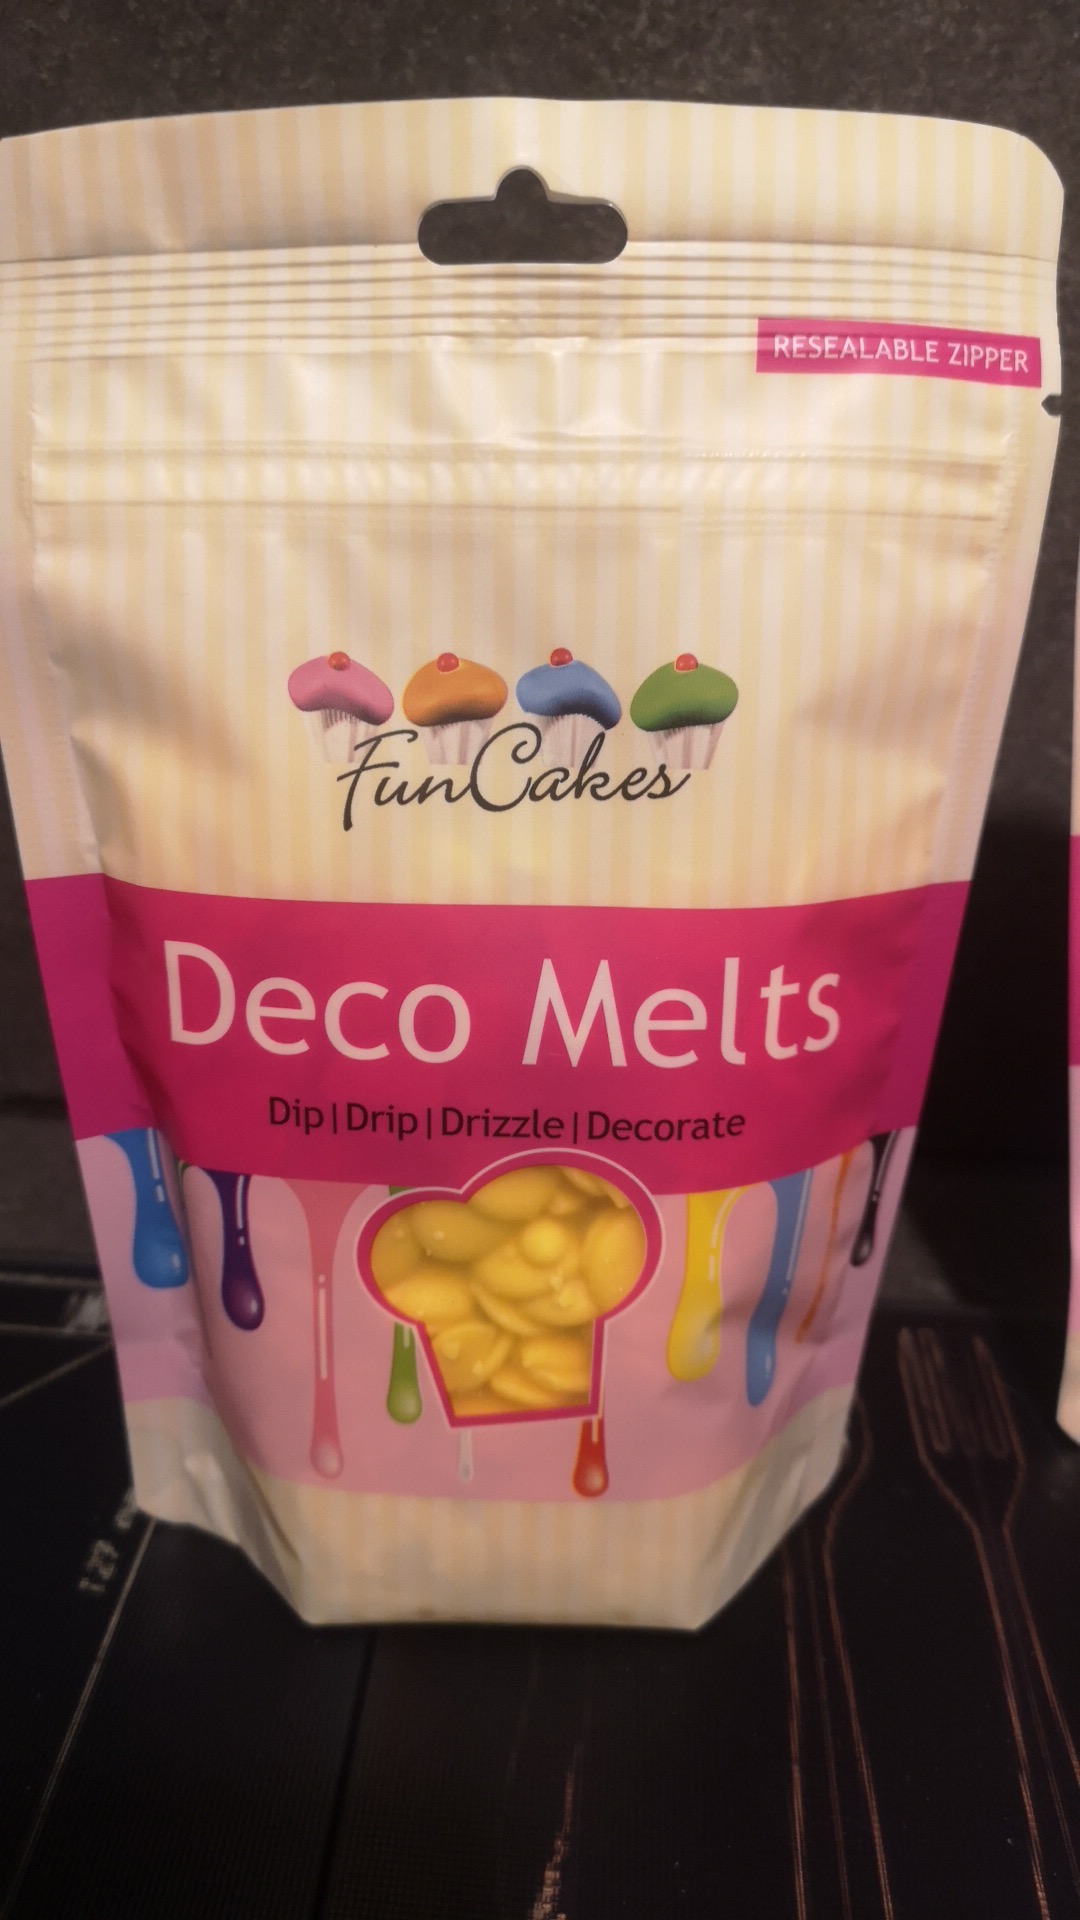 RESEALABLE ZIPPER
FunCakes
Deco Melts
Dip|Drip|Drizzle|Decorate